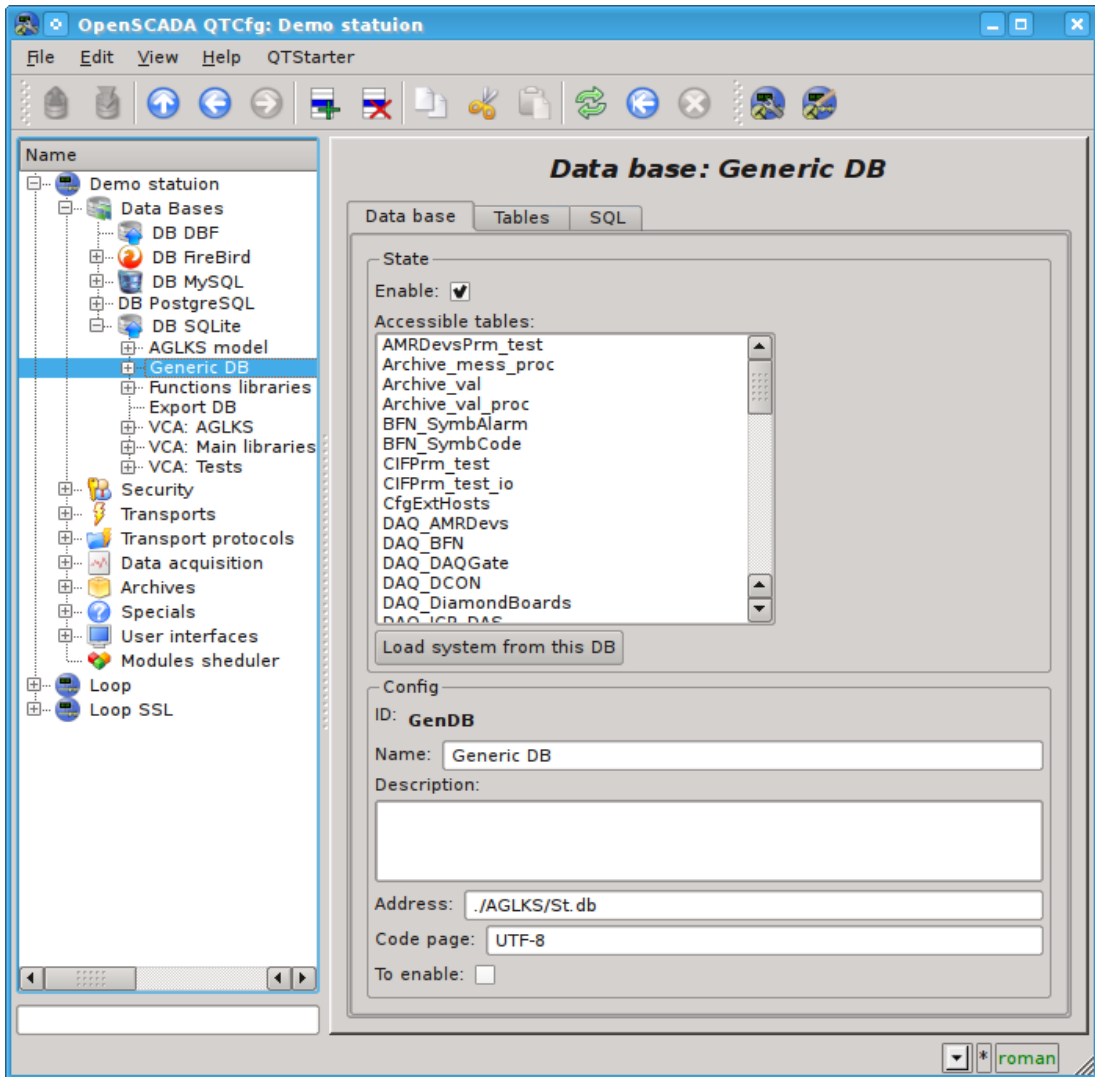 OpenSCADA QTCfg: Demo statuion
File Edit View Help QTStarter
Name
Demo statuion
Data Bases
DB DBF
DB FireBird
DB MySQL
DB PostgreSQL
DB SQLite
AGLKS model
Generic DB
Functions libraries
Export DB
VCA: AGLKS
VCA: Main libraries
VCA: Tests
Security
Transports
Transport protocols
Data acquisition
Archives
Specials
User interfaces
Modules sheduler
Loop
Loop SSL
Data base: Generic DB
Data base Tables SQL
State
Enable:
Accessible tables:
AMRDevsPrm_test
Archive_mess_proc
Archive_val
Archive_val_proc
BFN_SymbAlarm
BFN_SymbCode
CIFPrm_test
CIFPrm_test_io
CfgExtHosts
DAQ_AMRDevs
DAQ_BFN
DAQ_DAQGate
DAQ_DCON
DAQ_DiamondBoards
DAQ_ICP_DAS
Load system from this DB
Config
ID: GenDB
Name: Generic DB
Description:
Address: ./AGLKS/St.db
Code page: UTF-8
To enable:
* roman